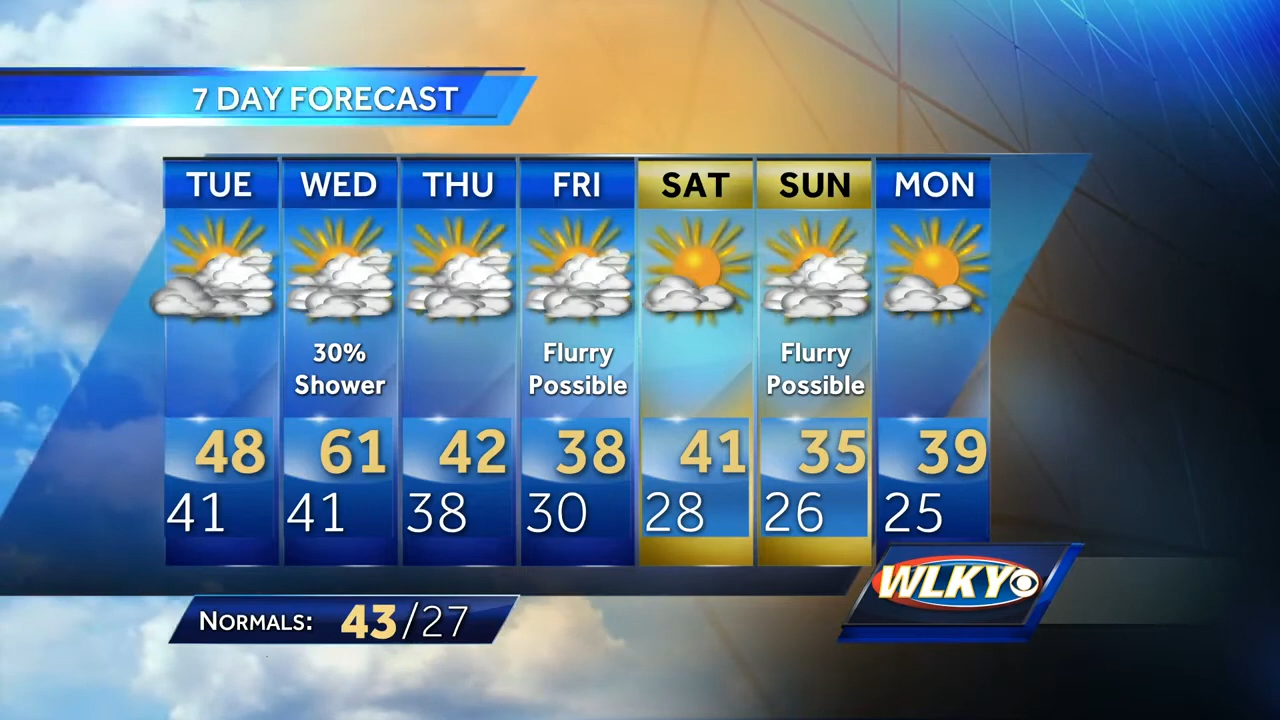 7 DAY FORECAST
TUE WED THU FRI SAT SUN MON
30% Shower
Flurry Possible
Flurry Possible
48 61 42 38 41 35 39
41 41 38 30 28 26 25
WLKY
NORMALS: 43/27